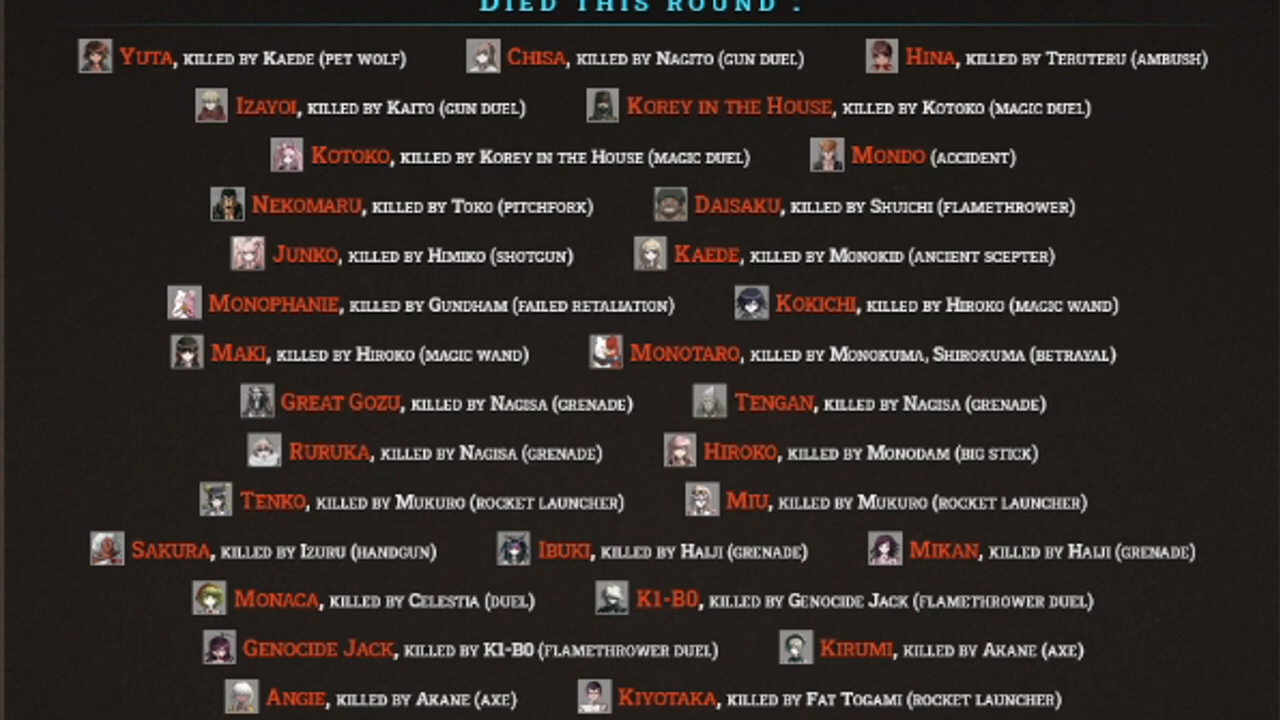 Died this round :
Yuta, killed by Kaede (pet wolf) Chisa, killed by Nagito (gun duel) Hina, killed by Teruteru (ambush)
Izayoi, killed by Kaito (gun duel) Korey in the House, killed by Kotoko (magic duel)
Kotoko, killed by Korey in the House (magic duel) Mondo (accident)
Nekomaru, killed by Toko (pitchfork) Daisaku, killed by Shuichi (flamethrower)
Junko, killed by Himiko (shotgun) Kaede, killed by Monokid (ancient scepter)
Monophanie, killed by Gundham (failed retaliation) Kokichi, killed by Hiroko (magic wand)
Maki, killed by Hiroko (magic wand) Monotaro, killed by Monokuma, Shirokuma (betrayal)
Great Gozu, killed by Nagisa (grenade) Tengan, killed by Nagisa (grenade)
Ruruka, killed by Nagisa (grenade) Hiroko, killed by Monodam (big stick)
Tenko, killed by Mukuro (rocket launcher) Miu, killed by Mukuro (rocket launcher)
Sakura, killed by Izuru (handgun) Ibuki, killed by Haiji (grenade) Mikan, killed by Haiji (grenade)
Monaca, killed by Celestia (duel) K1-B0, killed by Genocide Jack (flamethrower duel)
Genocide Jack, killed by K1-B0 (flamethrower duel) Kirumi, killed by Akane (axe)
Angie, killed by Akane (axe) Kiyotaka, killed by Fat Togami (rocket launcher)